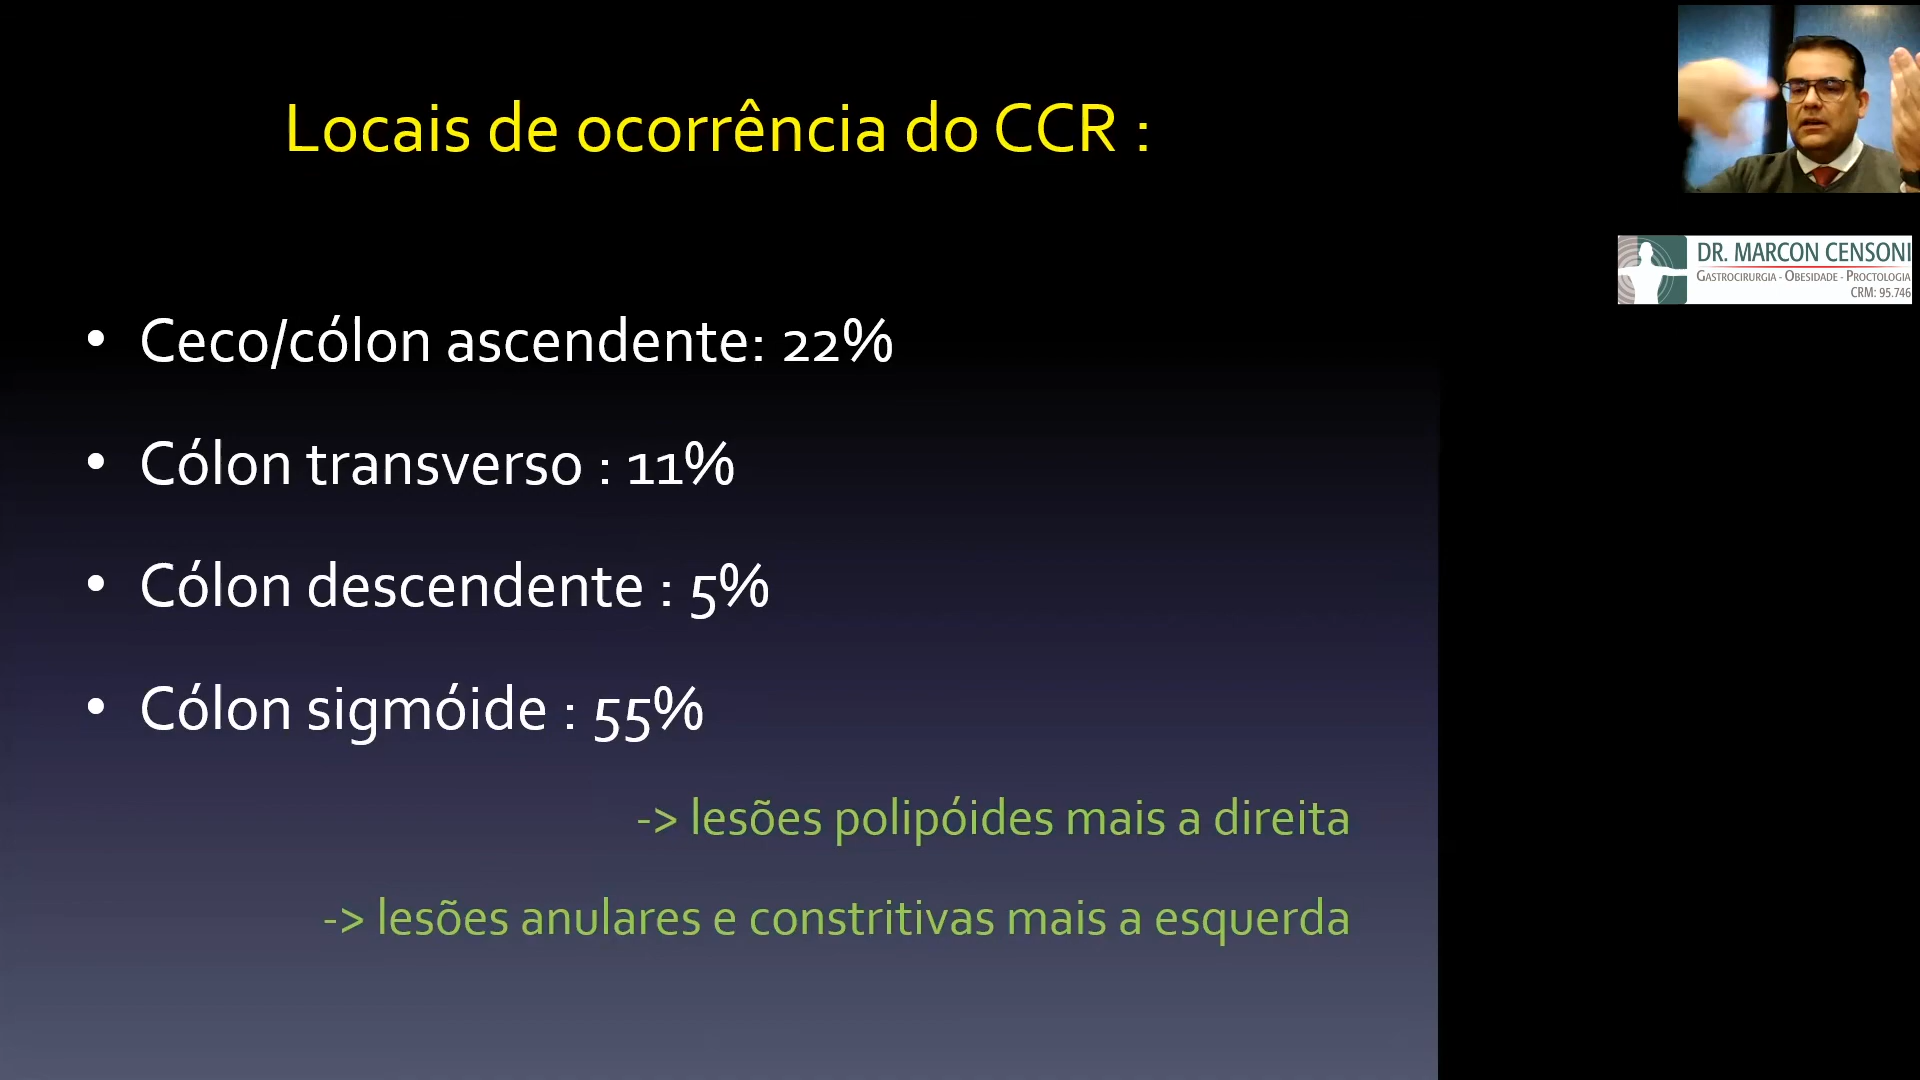 Locais de ocorrência do CCR :
DR. MARCON CENSONI
GASTROCIRURGIA - OBESIDADE - PROCTOLOGIA
CRM: 95.746
• Ceco/cólon ascendente: 22%
• Cólon transverso : 11%
• Cólon descendente : 5%
• Cólon sigmóide : 55%
-> lesões polipóides mais a direita
-> lesões anulares e constritivas mais a esquerda